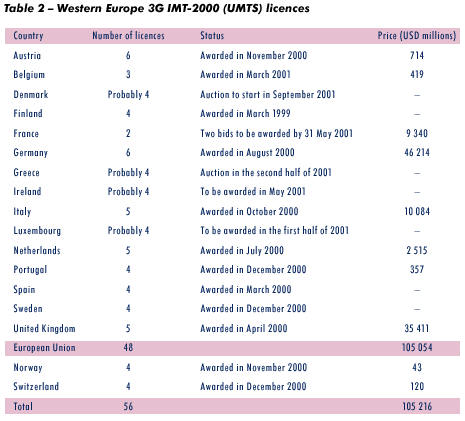 Table 2 – Western Europe 3G IMT-2000 (UMTS) licences
Country Number of licences Status Price (USD millions)
Austria 6 Awarded in November 2000 714
Belgium 3 Awarded in March 2001 419
Denmark Probably 4 Auction to start in September 2001 –
Finland 4 Awarded in March 1999 –
France 2 Two bids to be awarded by 31 May 2001 9 340
Germany 6 Awarded in August 2000 46 214
Greece Probably 4 Auction in the second half of 2001 –
Ireland Probably 4 To be awarded in May 2001 –
Italy 5 Awarded in October 2000 10 084
Luxembourg Probably 4 To be awarded in the first half of 2001 –
Netherlands 5 Awarded in July 2000 2 515
Portugal 4 Awarded in December 2000 357
Spain 4 Awarded in March 2000 –
Sweden 4 Awarded in December 2000 –
United Kingdom 5 Awarded in April 2000 35 411
European Union 48 105 054
Norway 4 Awarded in November 2000 43
Switzerland 4 Awarded in December 2000 120
Total 56 105 216